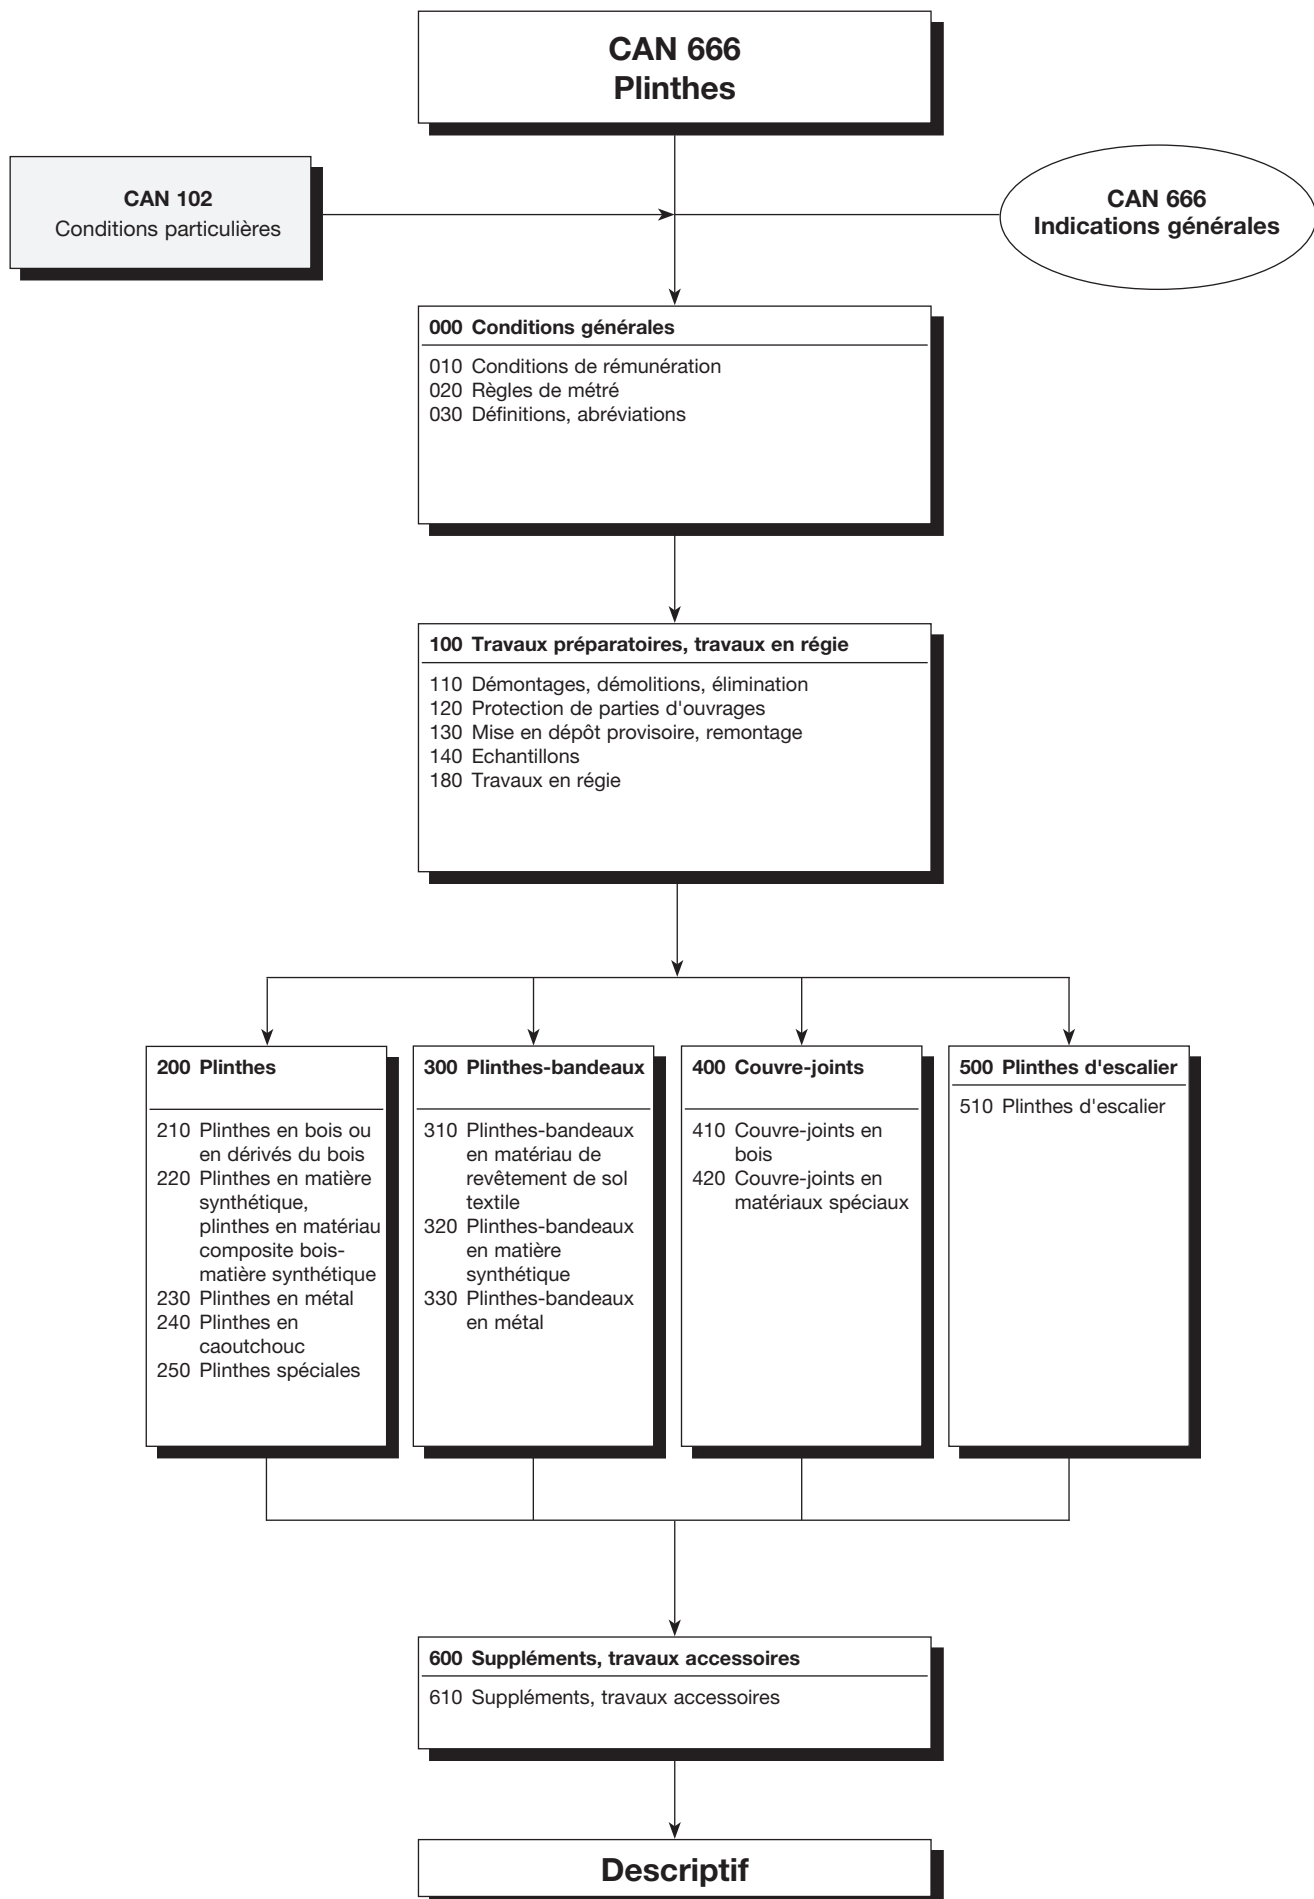 CAN 666
Plinthes
CAN 102
Conditions particulières
CAN 666
Indications générales
000 Conditions générales
010 Conditions de rémunération
020 Règles de métré
030 Définitions, abréviations
100 Travaux préparatoires, travaux en régie
110 Démontages, démolitions, élimination
120 Protection de parties d'ouvrages
130 Mise en dépôt provisoire, remontage
140 Echantillons
180 Travaux en régie
200 Plinthes
210 Plinthes en bois ou
en dérivés du bois
220 Plinthes en matière
synthétique,
plinthes en matériau
composite bois-
matière synthétique
230 Plinthes en métal
240 Plinthes en
caoutchouc
250 Plinthes spéciales
300 Plinthes-bandeaux
310 Plinthes-bandeaux
en matériau de
revêtement de sol
textile
320 Plinthes-bandeaux
en matière
synthétique
330 Plinthes-bandeaux
en métal
400 Couvre-joints
410 Couvre-joints en
bois
420 Couvre-joints en
matériaux spéciaux
500 Plinthes d'escalier
510 Plinthes d'escalier
600 Suppléments, travaux accessoires
610 Suppléments, travaux accessoires
Descriptif